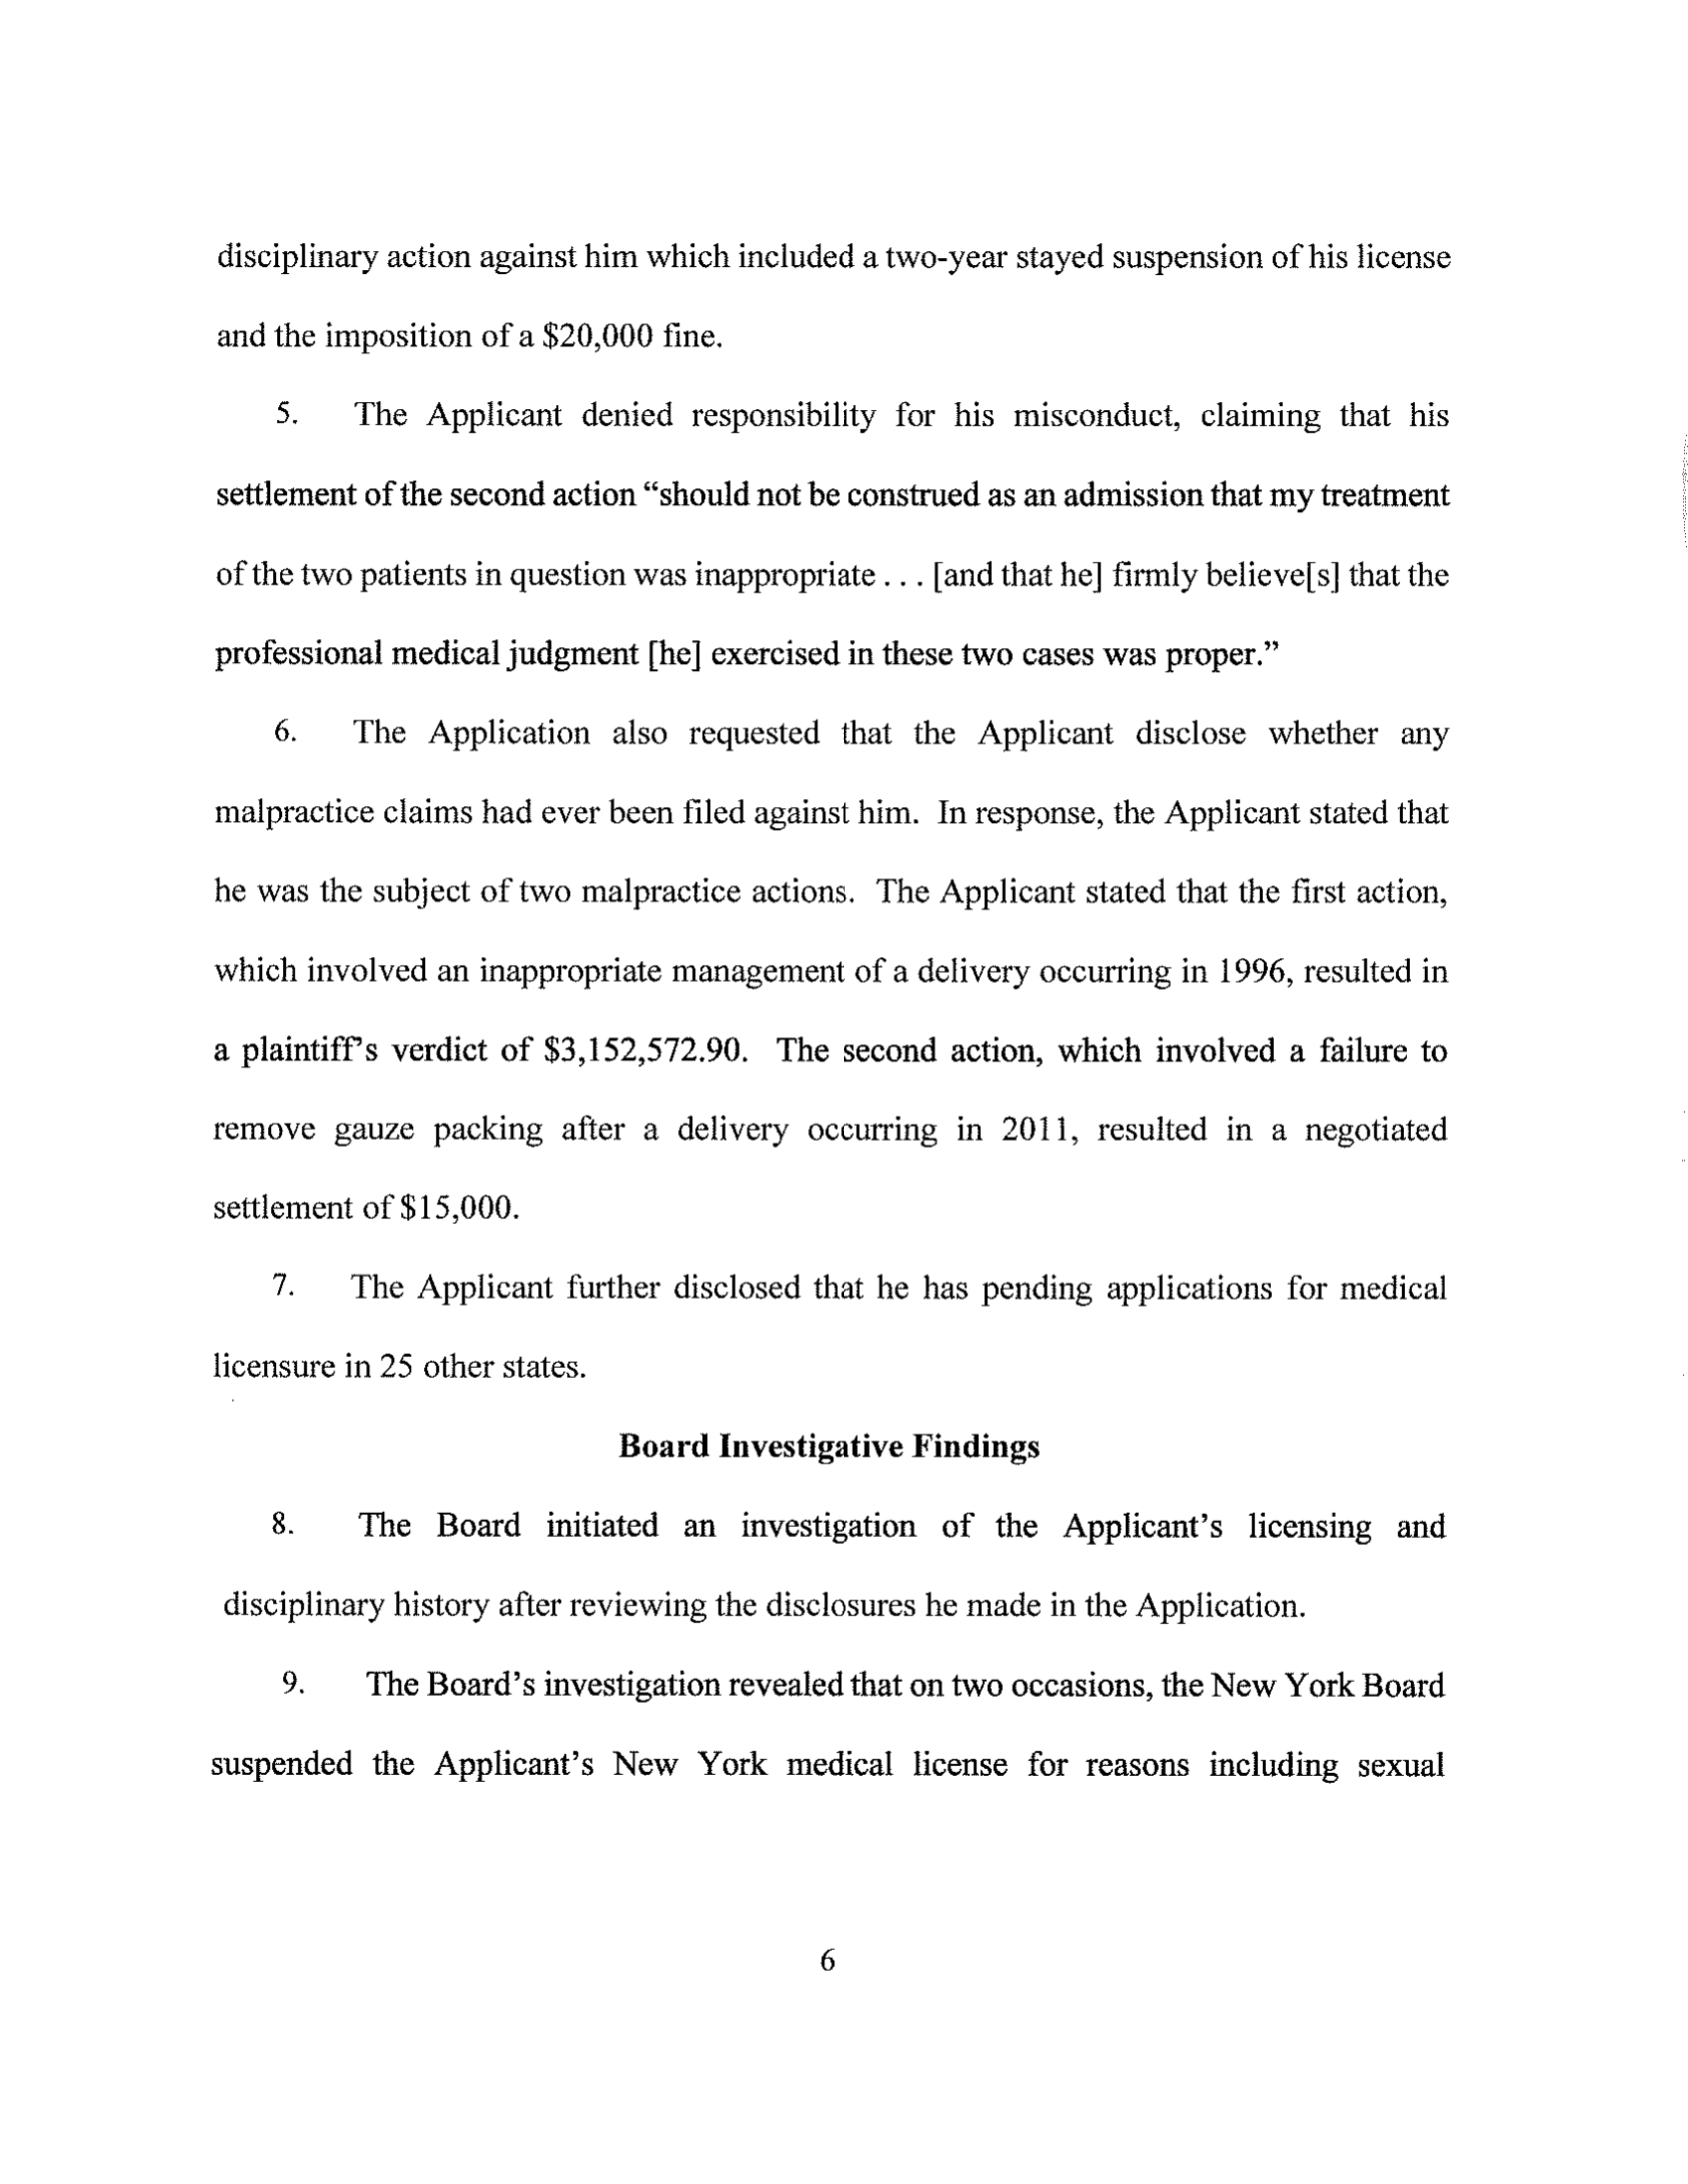 disciplinary action against him which included a two-year stayed suspension of his license
and the imposition of a $20,000 fine.
5. The Applicant denied responsibility for his misconduct, claiming that his
settlement of the second action “should not be construed as an admission that my treatment
of the two patients in question was inappropriate . . . [and that he] firmly believe[s] that the
professional medical judgment [he] exercised in these two cases was proper.”
6. The Application also requested that the Applicant disclose whether any
malpractice claims had ever been filed against him. In response, the Applicant stated that
he was the subject of two malpractice actions. The Applicant stated that the first action,
which involved an inappropriate management of a delivery occurring in 1996, resulted in
a plaintiff's verdict of $3,152,572.90. The second action, which involved a failure to
remove gauze packing after a delivery occurring in 2011, resulted in a negotiated
settlement of $15,000.
7. The Applicant further disclosed that he has pending applications for medical
licensure in 25 other states.
Board Investigative Findings
8. The Board initiated an investigation of the Applicant’s licensing and
disciplinary history after reviewing the disclosures he made in the Application.
9. The Board’s investigation revealed that on two occasions, the New York Board
suspended the Applicant’s New York medical license for reasons including sexual
6